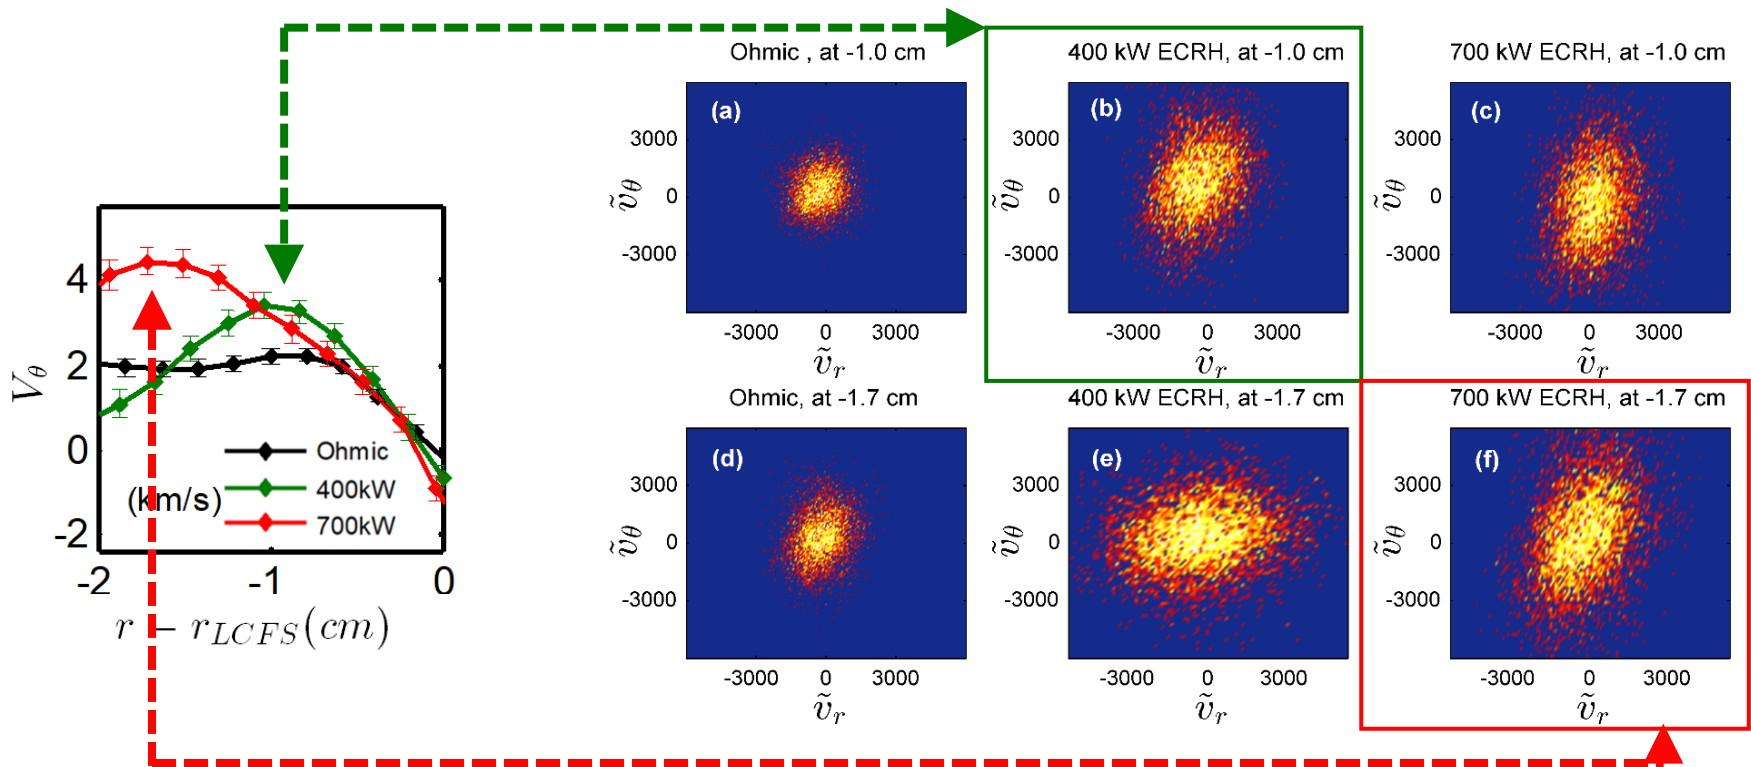 Ohmic , at -1.0 cm
400 kW ECRH, at -1.0 cm
700 kW ECRH, at -1.0 cm
(a)
(b)
(c)
3000
0
-3000
ṽθ
-3000 0 3000
ṽr
3000
0
-3000
ṽθ
-3000 0 3000
ṽr
3000
0
-3000
ṽθ
-3000 0 3000
ṽr
Vθ
4
2
0
-2
(km/s)
Ohmic
400kW
700kW
-2 -1 0
r − rLCFS(cm)
Ohmic, at -1.7 cm
400 kW ECRH, at -1.7 cm
700 kW ECRH, at -1.7 cm
(d)
(e)
(f)
3000
0
-3000
ṽθ
-3000 0 3000
ṽr
3000
0
-3000
ṽθ
-3000 0 3000
ṽr
3000
0
-3000
ṽθ
-3000 0 3000
ṽr